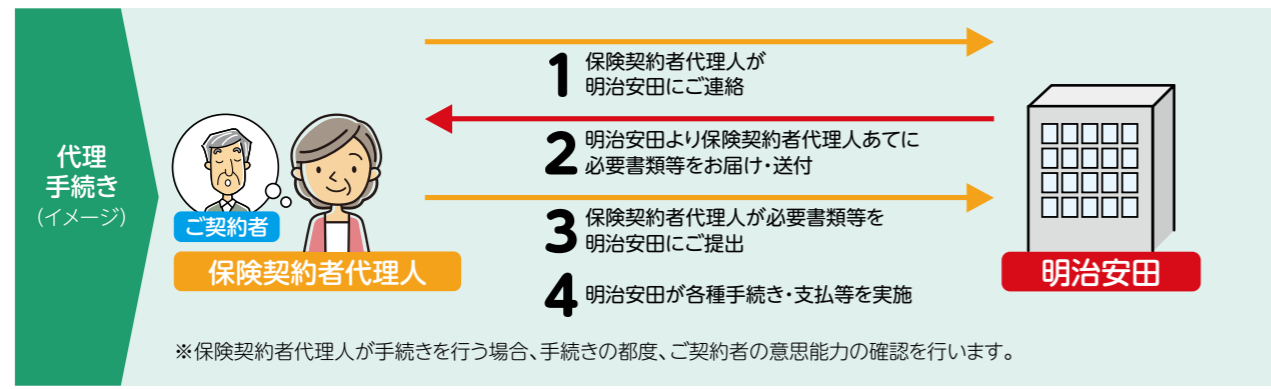 代理
手続き
(イメージ)
ご契約者
保険契約者代理人
1 保険契約者代理人が
明治安田にご連絡
2 明治安田より保険契約者代理人あてに
必要書類等をお届け・送付
3 保険契約者代理人が必要書類等を
明治安田にご提出
4 明治安田が各種手続き・支払等を実施
明治安田
※保険契約者代理人が手続きを行う場合、手続きの都度、ご契約者の意思能力の確認を行います。